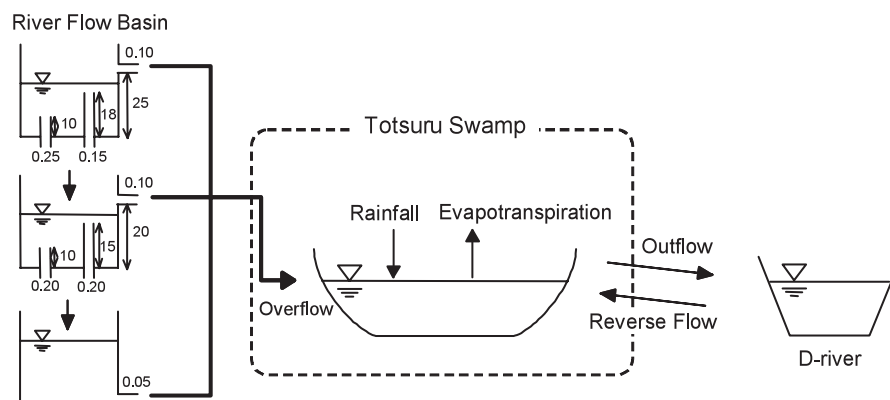 River Flow Basin
0.10
25
18
10
0.25 0.15
0.10
20
15
10
0.20 0.20
0.05
Totsuru Swamp
Rainfall
Evapotranspiration
Overflow
Outflow
Reverse Flow
D-river